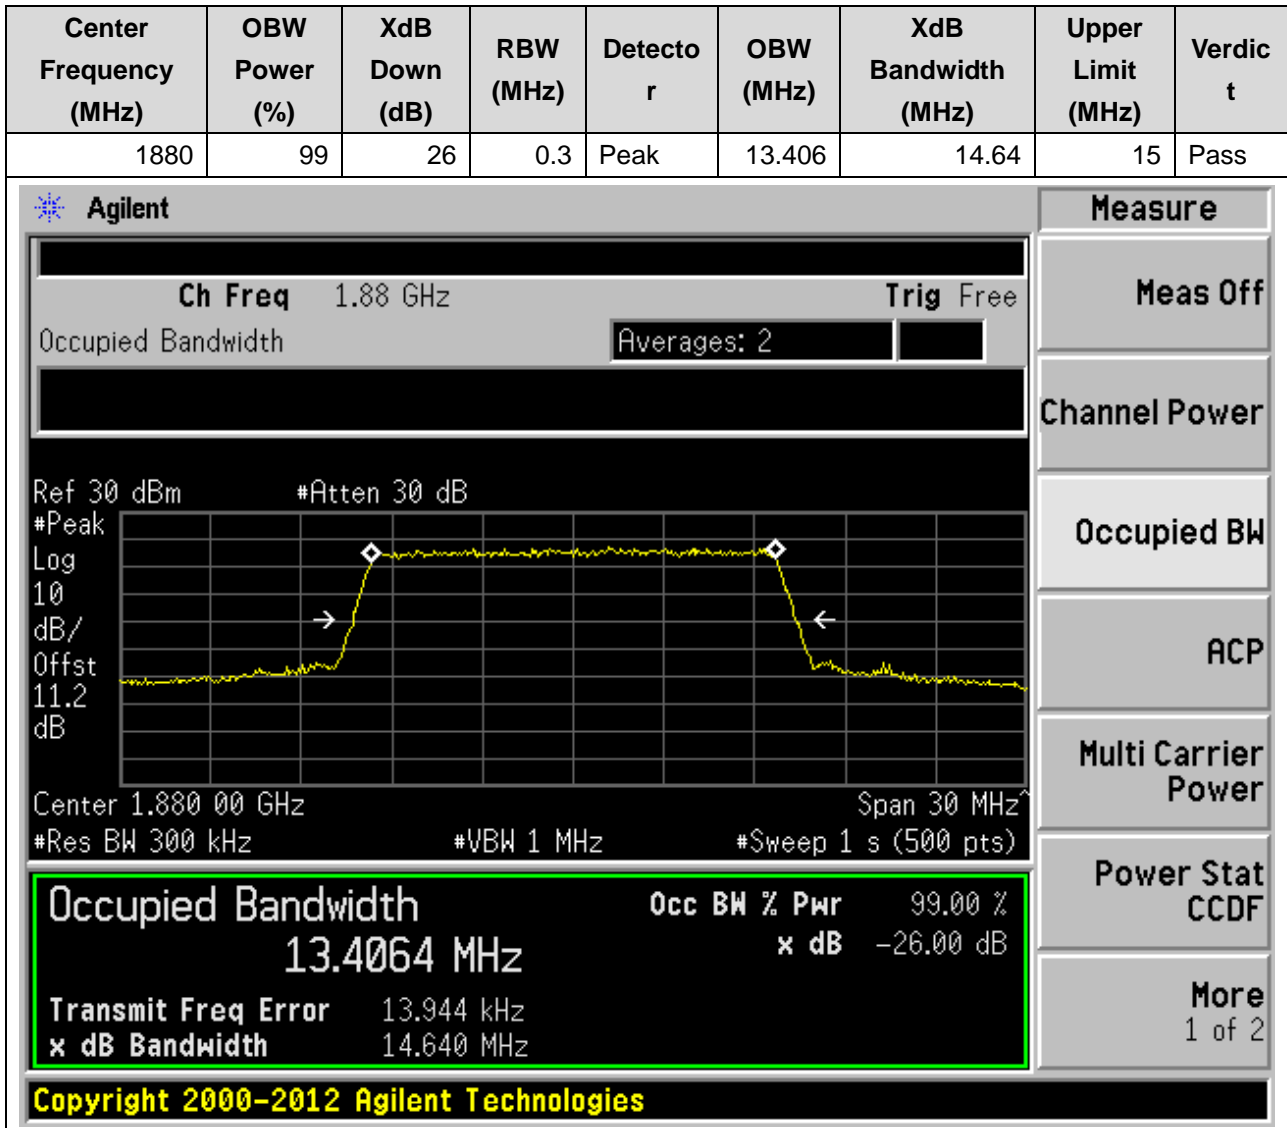 Center Frequency (MHz) OBW Power (%) XdB Down (dB) RBW (MHz) Detecto r OBW (MHz) XdB Bandwidth (MHz) Upper Limit (MHz) Verdic t
1880 99 26 0.3 Peak 13.406 14.64 15 Pass
Agilent
Measure
Ch Freq 1.88 GHz Trig Free
Meas Off
Occupied Bandwidth Averages: 2
Channel Power
Ref 30 dBm #Atten 30 dB
#Peak
Log
10
dB/
Offst
11.2
dB
Occupied BW
ACP
Multi Carrier
Power
Center 1.880 00 GHz Span 30 MHz^
#Res BW 300 kHz #VBW 1 MHz #Sweep 1 s (500 pts)
Power Stat
CCDF
Occupied Bandwidth Occ BW % Pwr 99.00 %
13.4064 MHz x dB -26.00 dB
More
1 of 2
Transmit Freq Error 13.944 kHz
x dB Bandwidth 14.640 MHz
Copyright 2000-2012 Agilent Technologies